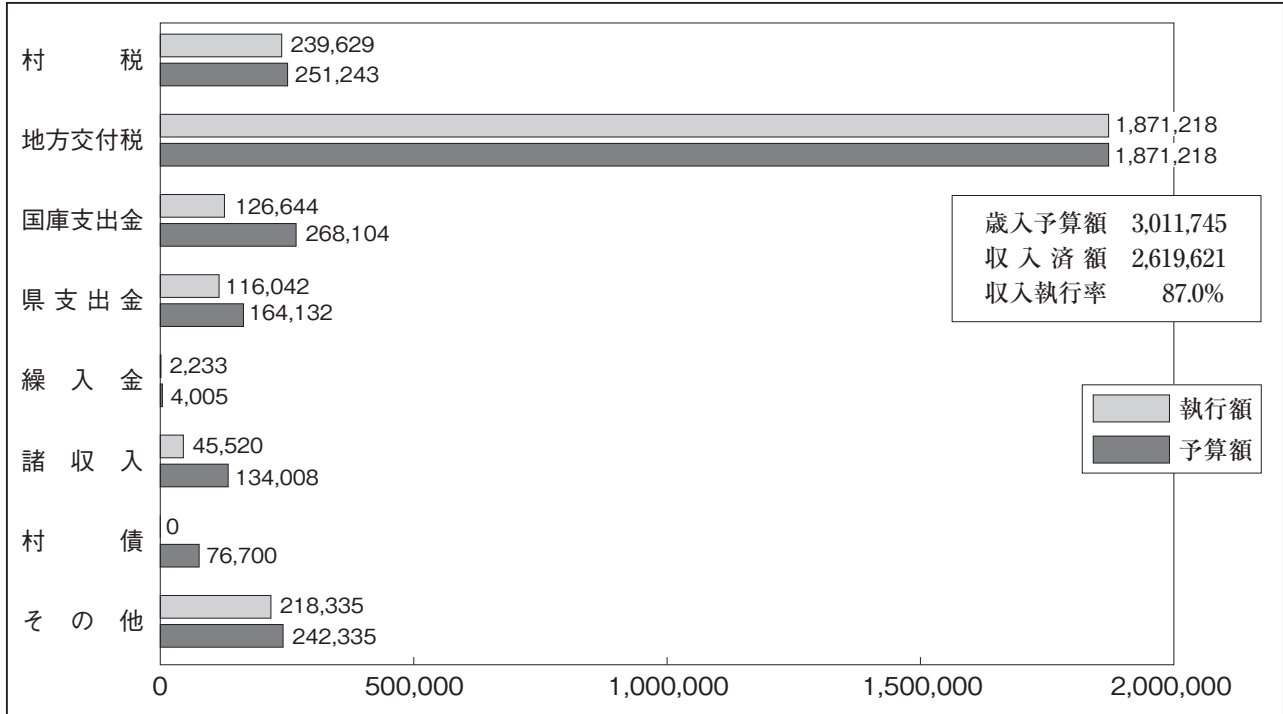 村税
239,629
251,243
地方交付税
1,871,218
1,871,218
国庫支出金
126,644
268,104
県支出金
116,042
164,132
繰入金
2,233
4,005
諸収入
45,520
134,008
村債
0
76,700
その他
218,335
242,335
歳入予算額 3,011,745
収入済額 2,619,621
収入執行率 87.0%
執行額
予算額
0 500,000 1,000,000 1,500,000 2,000,000